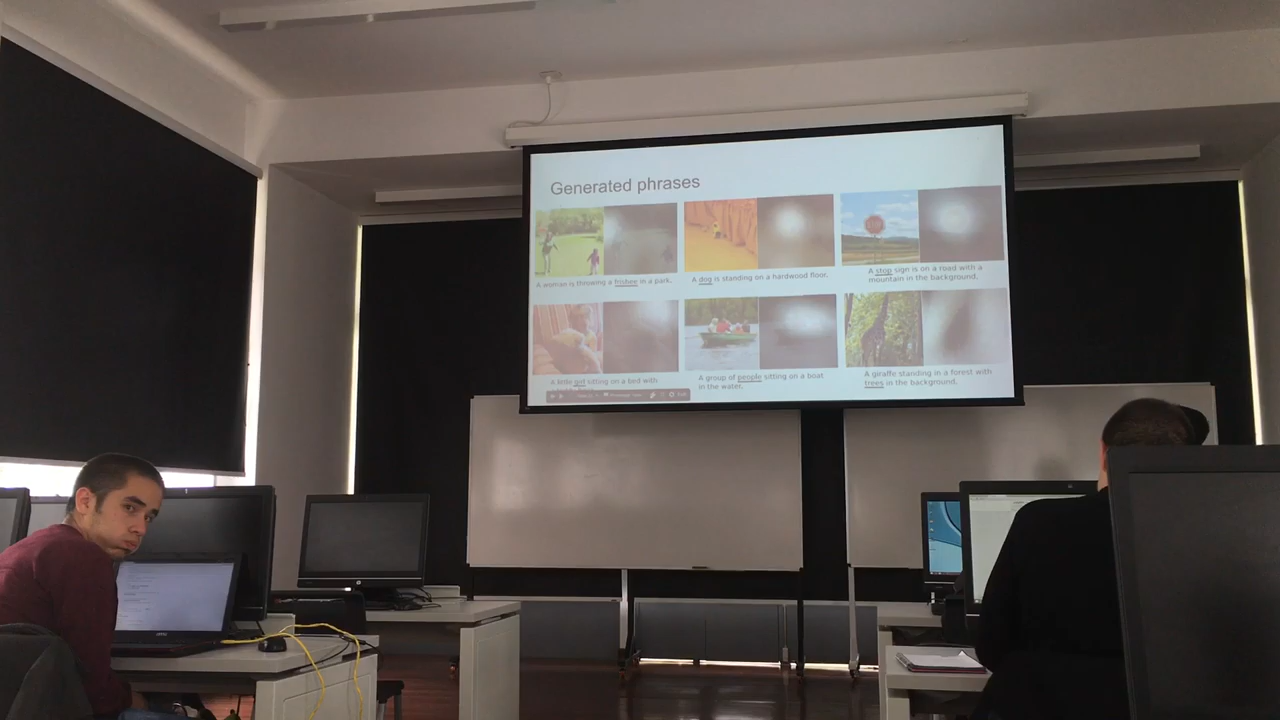 Generated phrases
A woman is throwing a frisbee in a park.
A dog is standing on a hardwood floor.
A stop sign is on a road with a
mountain in the background.
A little girl sitting on a bed with
A group of people sitting on a boat
in the water.
A giraffe standing in a forest with
trees in the background.